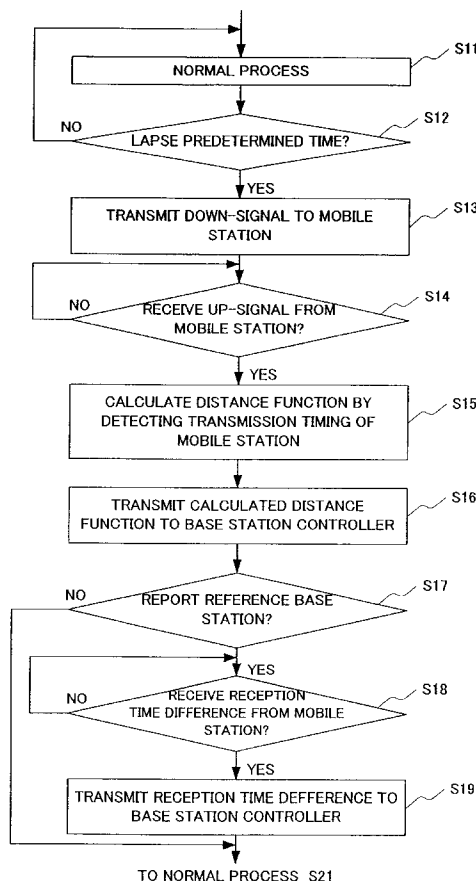 S11
NORMAL PROCESS
S12
NO
LAPSE PREDETERMINED TIME?
YES
S13
TRANSMIT DOWN-SIGNAL TO MOBILE
STATION
S14
NO
RECEIVE UP-SIGNAL FROM
MOBILE STATION?
YES
S15
CALCULATE DISTANCE FUNCTION BY
DETECTING TRANSMISSION TIMING OF
MOBILE STATION
S16
TRANSMIT CALCULATED DISTANCE
FUNCTION TO BASE STATION CONTROLLER
S17
NO
REPORT REFERENCE BASE
STATION?
YES
S18
NO
RECEIVE RECEPTION
TIME DIFFERENCE FROM MOBILE
STATION?
YES
S19
TRANSMIT RECEPTION TIME DEFFERENCE TO
BASE STATION CONTROLLER
TO NORMAL PROCESS S21